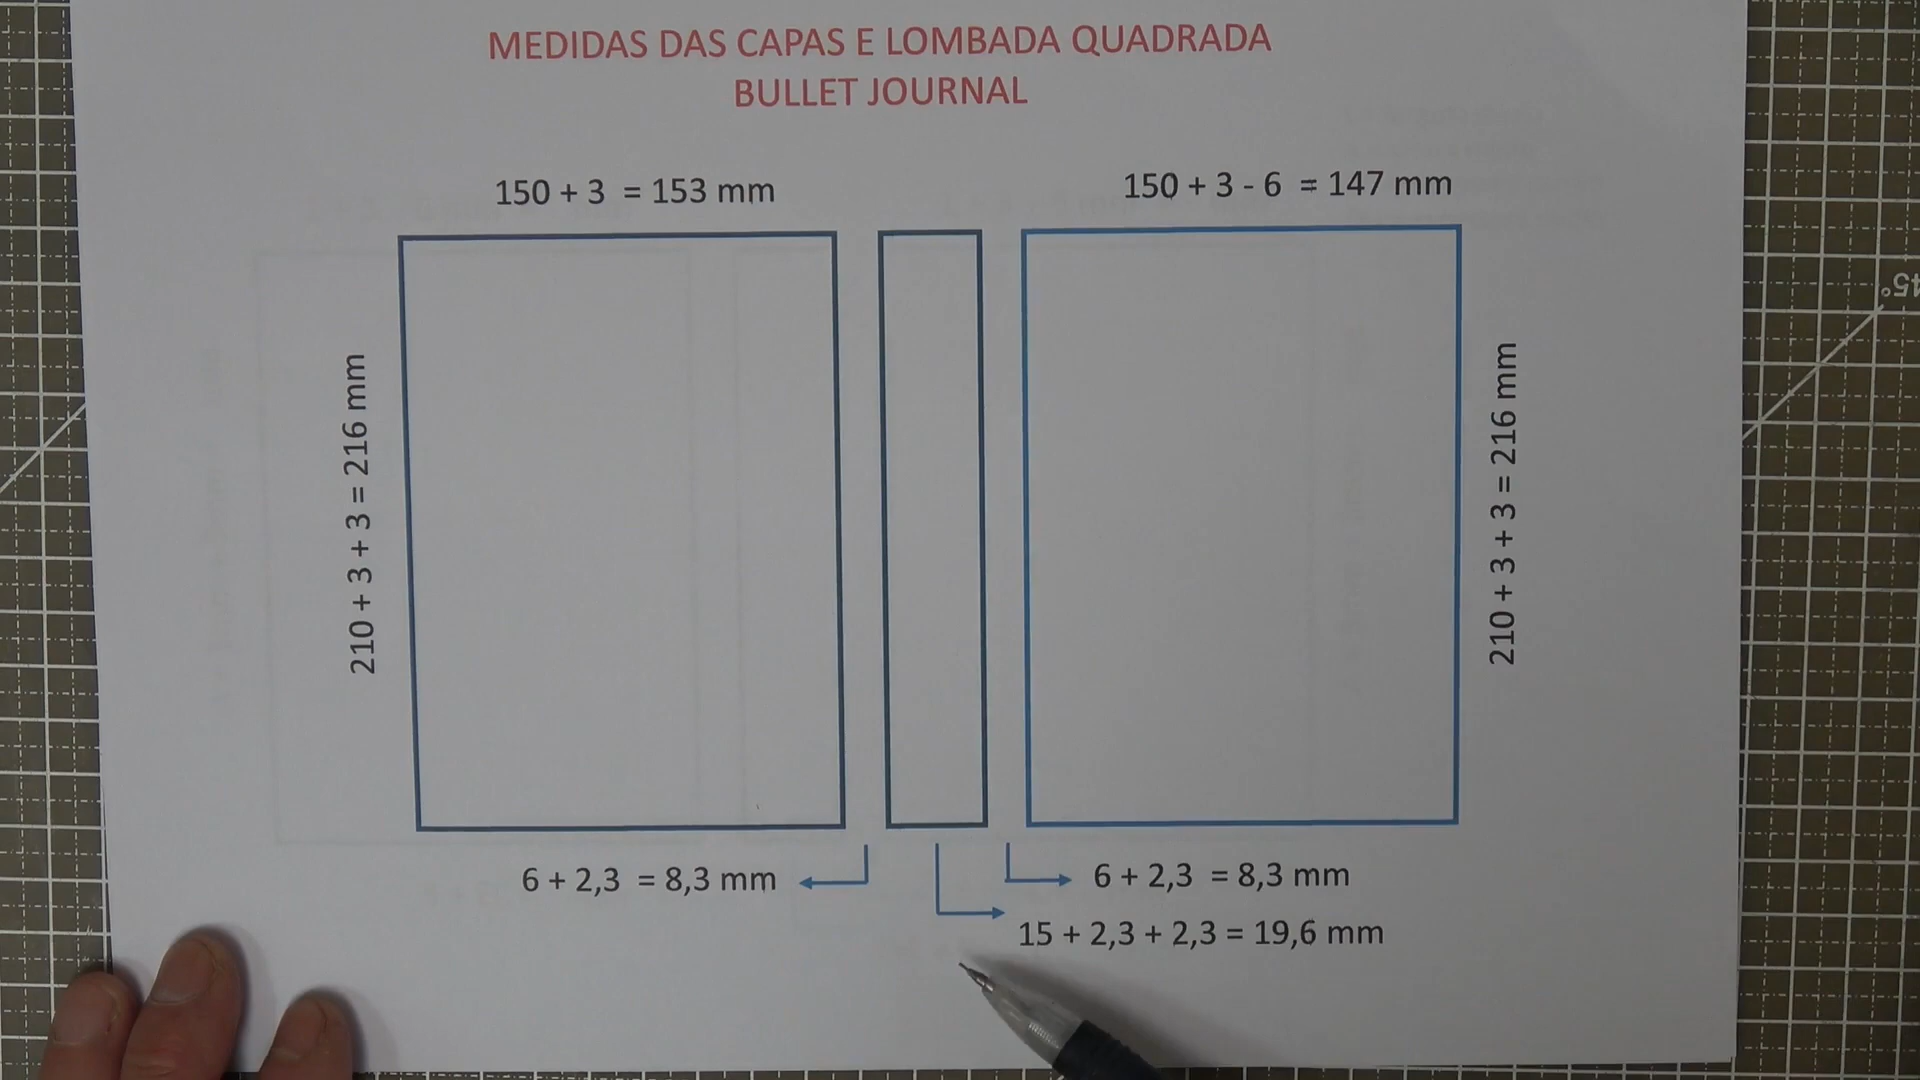 MEDIDAS DAS CAPAS E LOMBADA QUADRADA
BULLET JOURNAL
150 + 3 = 153 mm
150 + 3 - 6 = 147 mm
210 + 3 + 3 = 216 mm
210 + 3 + 3 = 216 mm
6 + 2,3 = 8,3 mm
6 + 2,3 = 8,3 mm
15 + 2,3 + 2,3 = 19,6 mm
45°